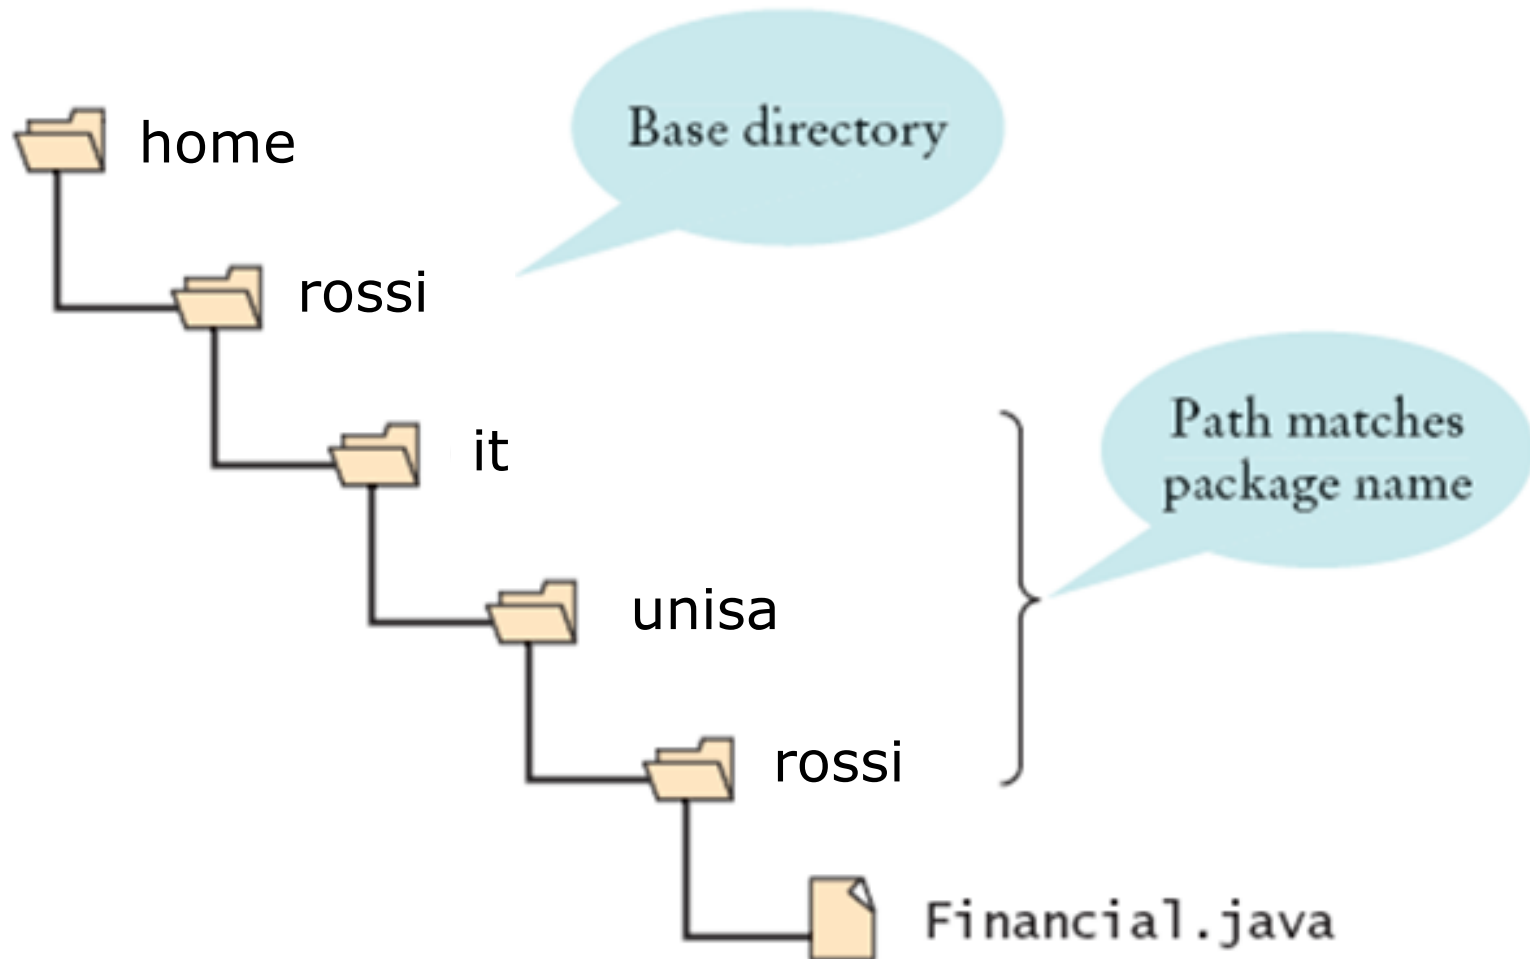 Base directory
home
rossi
it
Path matches
package name
unisa
rossi
Financial.java